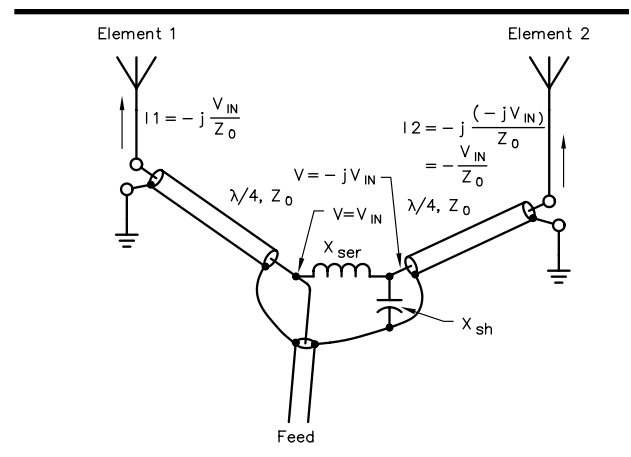 Element 1
Element 2
I1 = – j V_IN / Z_0
I2 = – j (–jV_IN) / Z_0
= – V_IN / Z_0
V = – jV_IN
λ/4, Z_0
V=V_IN
λ/4, Z_0
X_ser
X_sh
Feed